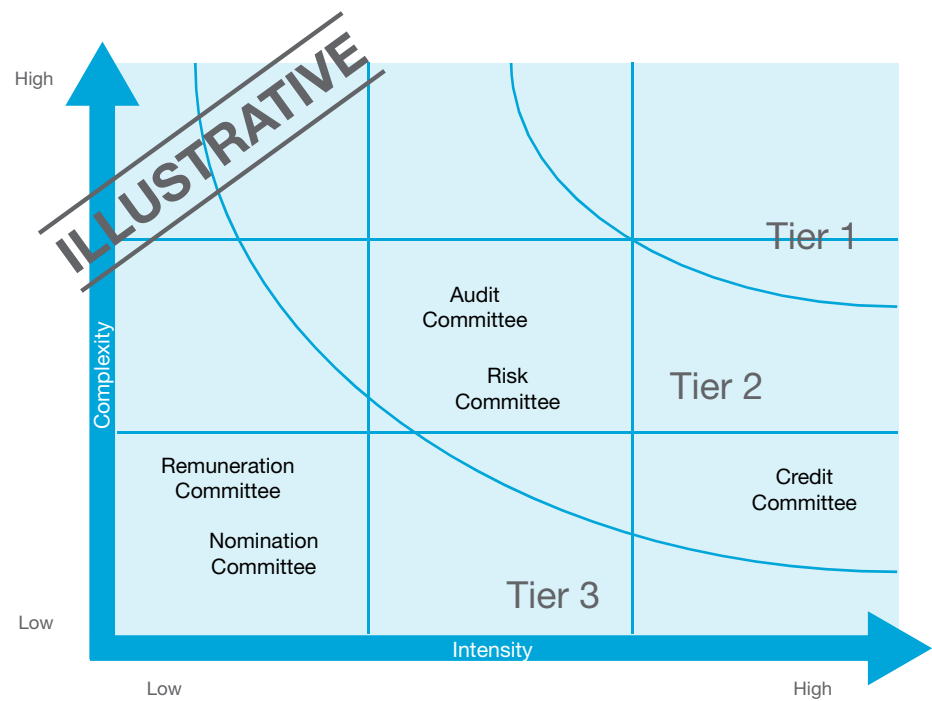 High
ILLUSTRATIVE
Tier 1
Audit
Committee
Complexity
Risk
Committee
Tier 2
Remuneration
Committee
Credit
Committee
Nomination
Committee
Tier 3
Low
Intensity
Low
High